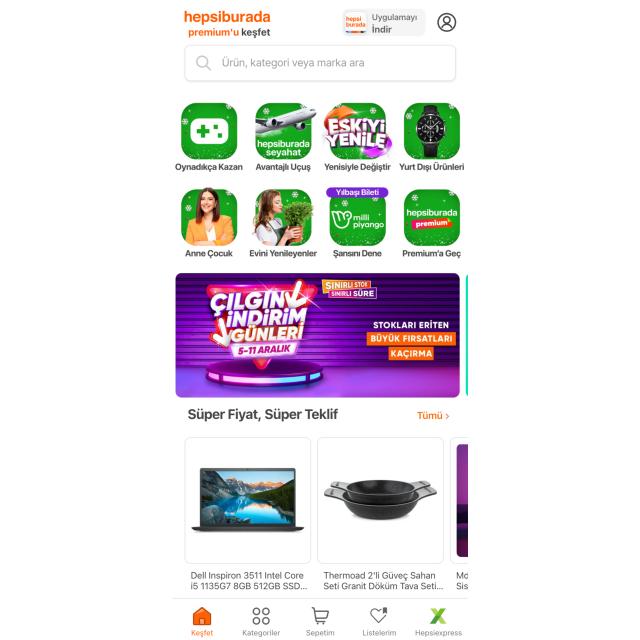 hepsiburada
premium'u keşfet
hepsi
burada
Uygulamayı
İndir
Ürün, kategori veya marka ara
hepsiburada
seyahat
ESKİYİ
YENİLE
Oynadıkça Kazan
Avantajlı Uçuş
Yenisiyle Değiştir
Yurt Dışı Ürünleri
Yılbaşı Bileti
milli
piyango
hepsiburada
premium
Anne Çocuk
Evini Yenileyenler
Şansını Dene
Premium'a Geç
SINIRLI STOK
SINIRLI SÜRE
ÇILGIN
İNDİRİM
GÜNLERİ
5-11 ARALIK
STOKLARI ERİTEN
BÜYÜK FIRSATLARI
KAÇIRMA
Süper Fiyat, Süper Teklif
Tümü >
Dell Inspiron 3511 Intel Core
i5 1135G7 8GB 512GB SSD...
Thermoad 2'li Güveç Sahan
Seti Granit Döküm Tava Seti...
Md
Sis
Keşfet
Kategoriler
Sepetim
Listelerim
Hepsiexpress